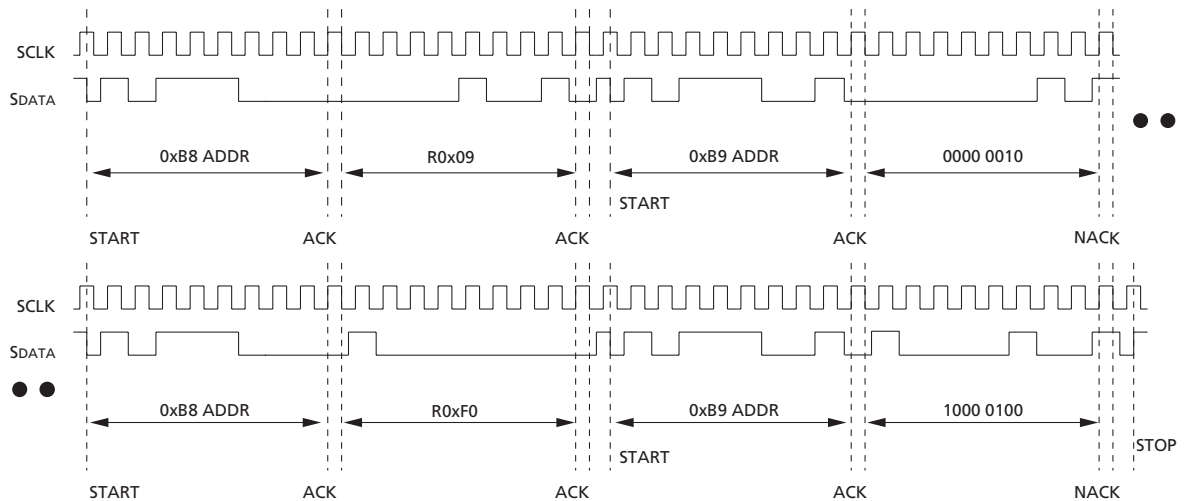 SCLK
SDATA
0xB8 ADDR R0x09 0xB9 ADDR 0000 0010
START
START ACK ACK ACK NACK
SCLK
SDATA
0xB8 ADDR R0xF0 0xB9 ADDR 1000 0100
START STOP
START ACK ACK ACK NACK